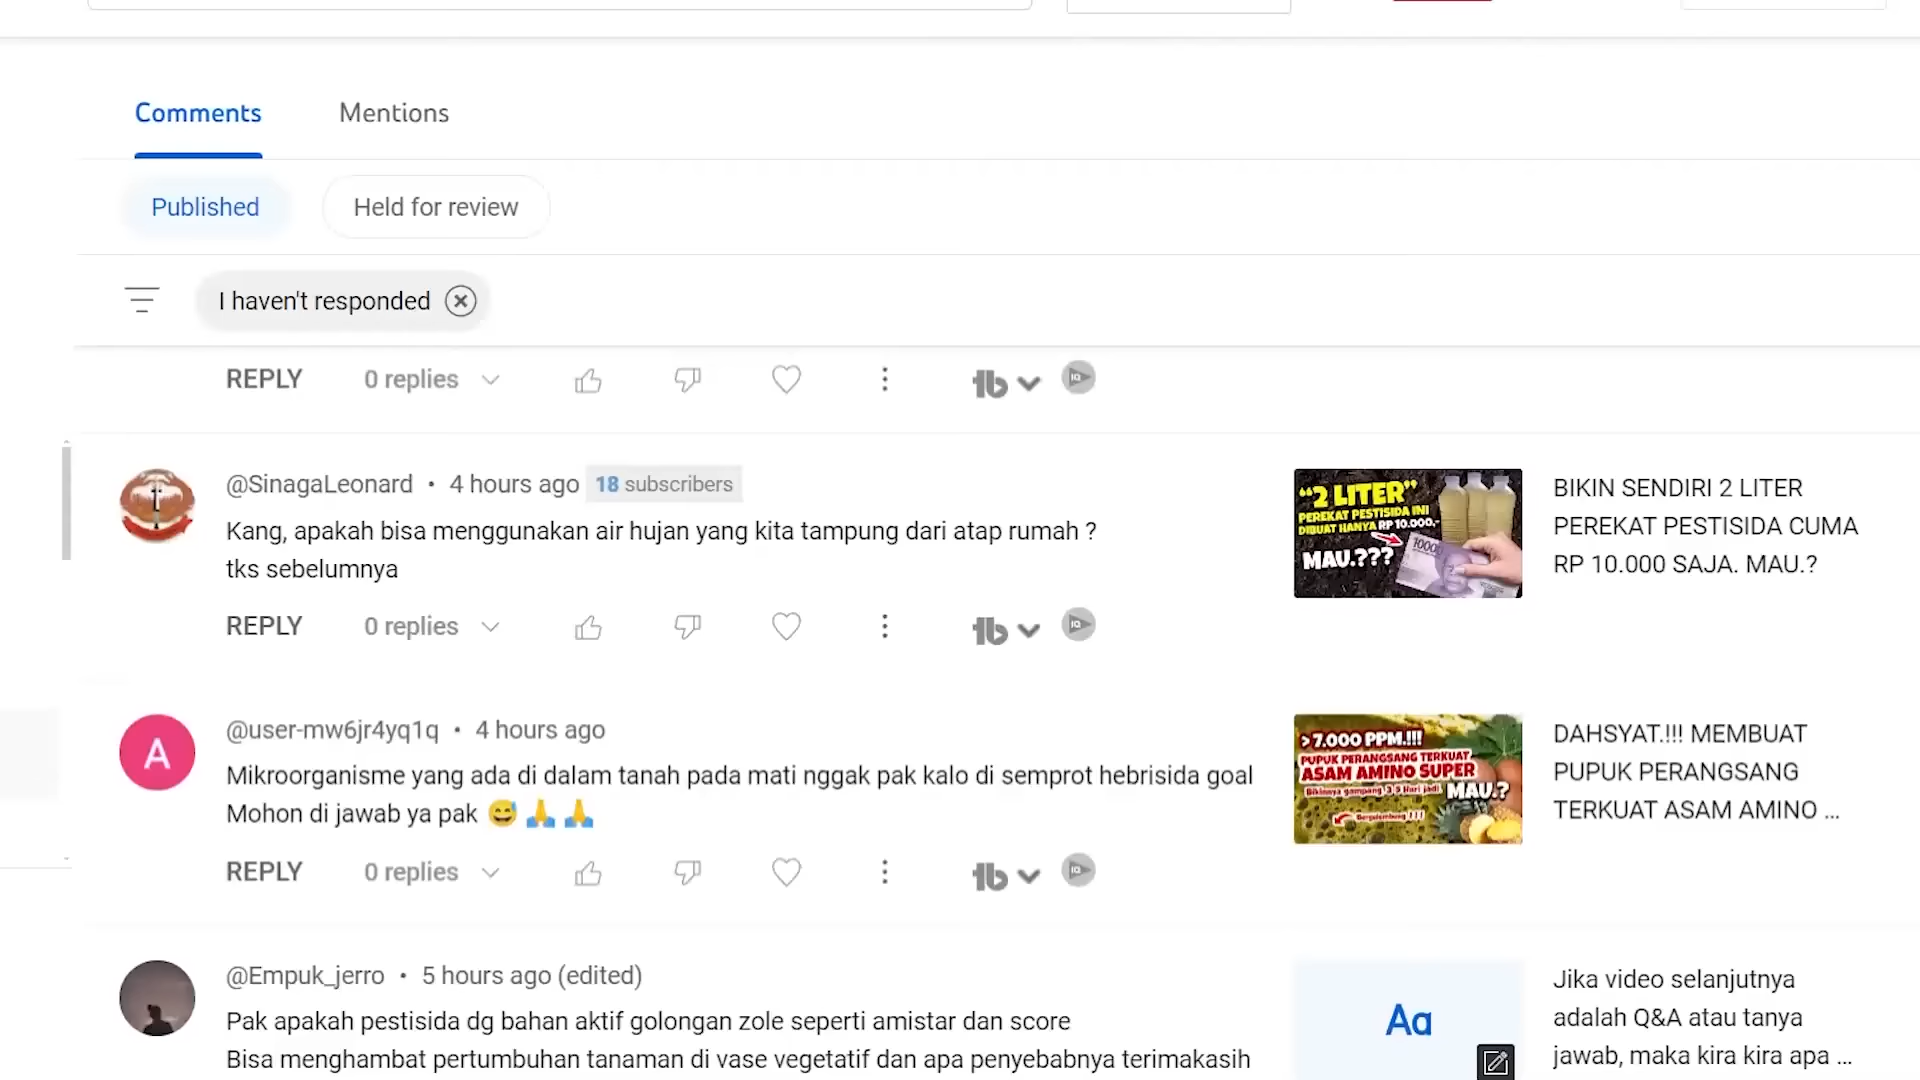 Comments
Mentions
Published
Held for review
I haven't responded
REPLY
0 replies
@SinagaLeonard • 4 hours ago 18 subscribers
Kang, apakah bisa menggunakan air hujan yang kita tampung dari atap rumah ?
tks sebelumnya
"2 LITER"
PEREKAT PESTISIDA INI
DIBUAT HANYA RP 10.000,-
MAU.???
BIKIN SENDIRI 2 LITER
PEREKAT PESTISIDA CUMA
RP 10.000 SAJA. MAU.?
REPLY
0 replies
A
@user-mw6jr4yq1q • 4 hours ago
Mikroorganisme yang ada di dalam tanah pada mati nggak pak kalo di semprot hebrisida goal
Mohon di jawab ya pak 😅🙏🙏
>7.000 PPM.!!!
PUPUK PERANGSANG TERKUAT
ASAM AMINO SUPER
MAU.?
DAHSYAT.!!! MEMBUAT
PUPUK PERANGSANG
TERKUAT ASAM AMINO ...
REPLY
0 replies
@Empuk_jerro • 5 hours ago (edited)
Pak apakah pestisida dg bahan aktif golongan zole seperti amistar dan score
Bisa menghambat pertumbuhan tanaman di vase vegetatif dan apa penyebabnya terimakasih
Aa
Jika video selanjutnya
adalah Q&A atau tanya
jawab, maka kira kira apa ...